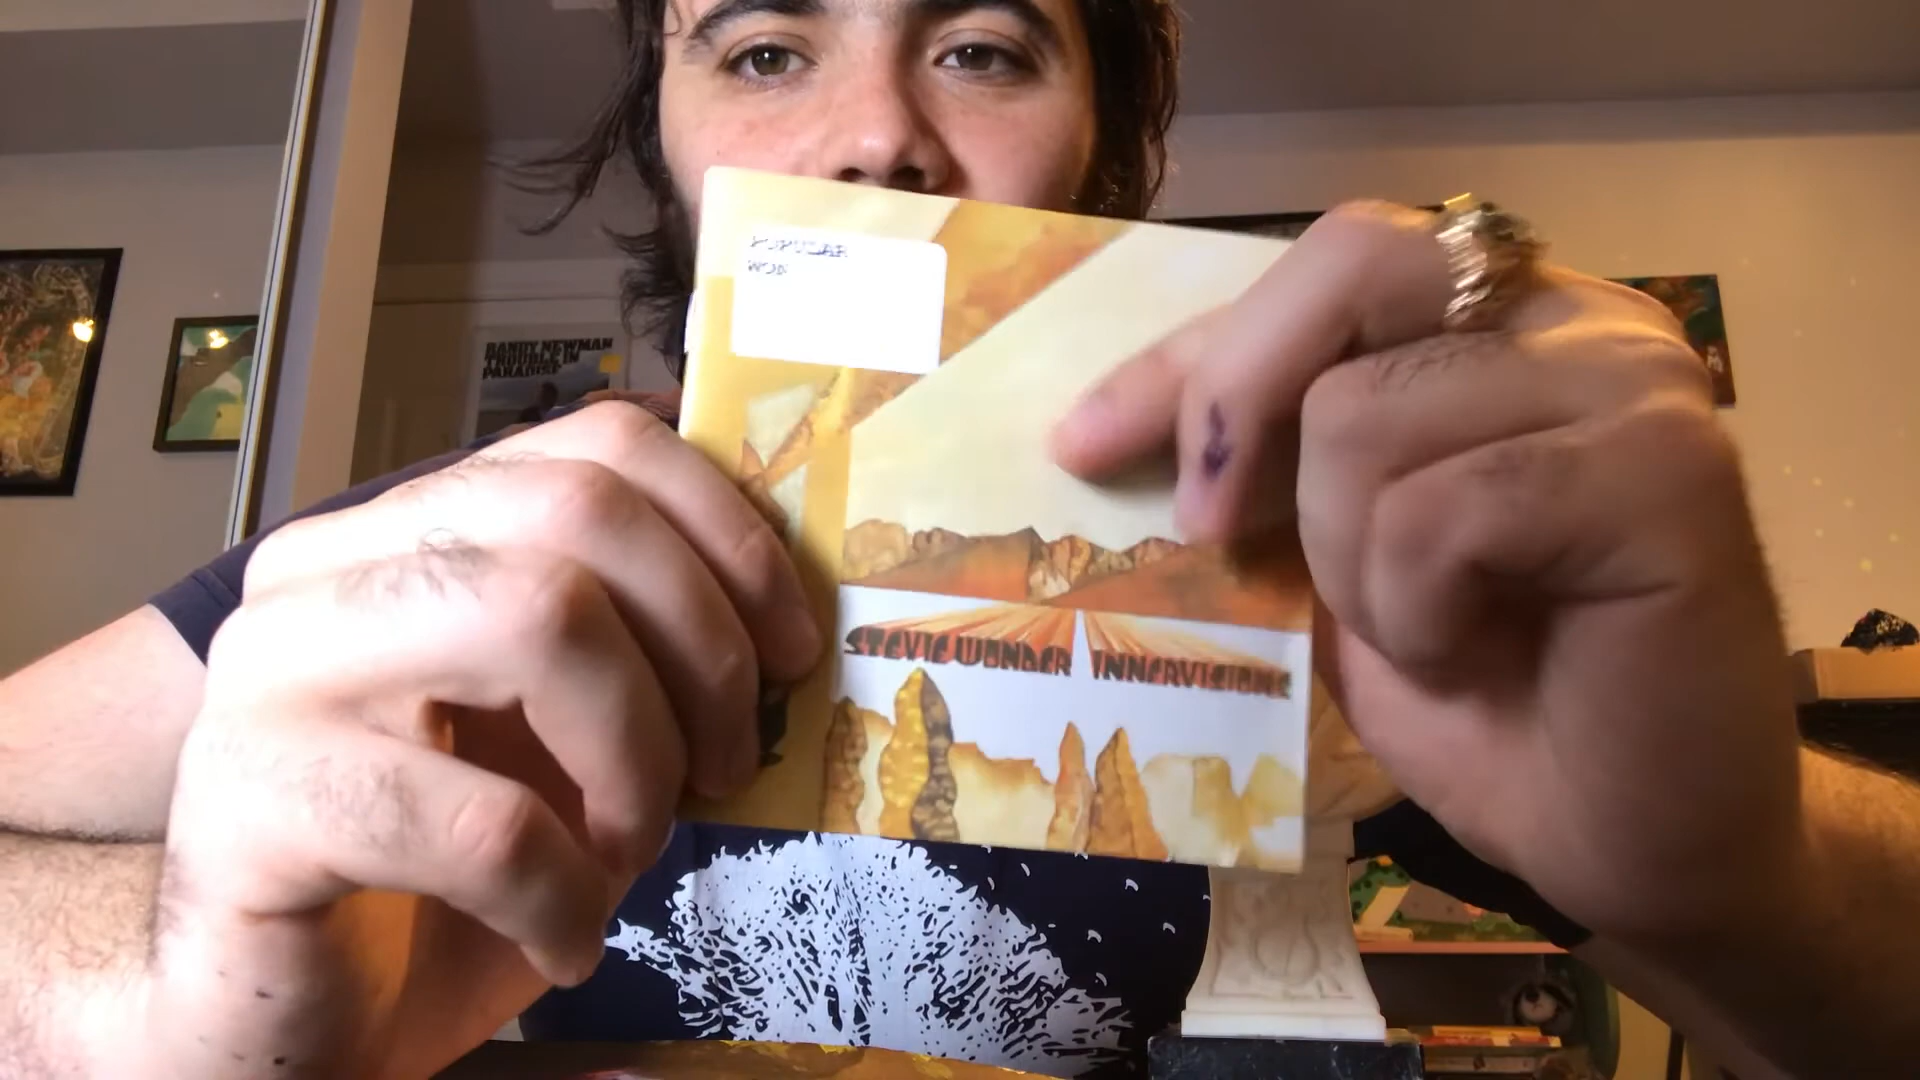 POPULAR
WON
RANDY NEWMAN
TROUBLE IN
PARADISE
STEVIE WONDER INNERVISIONS